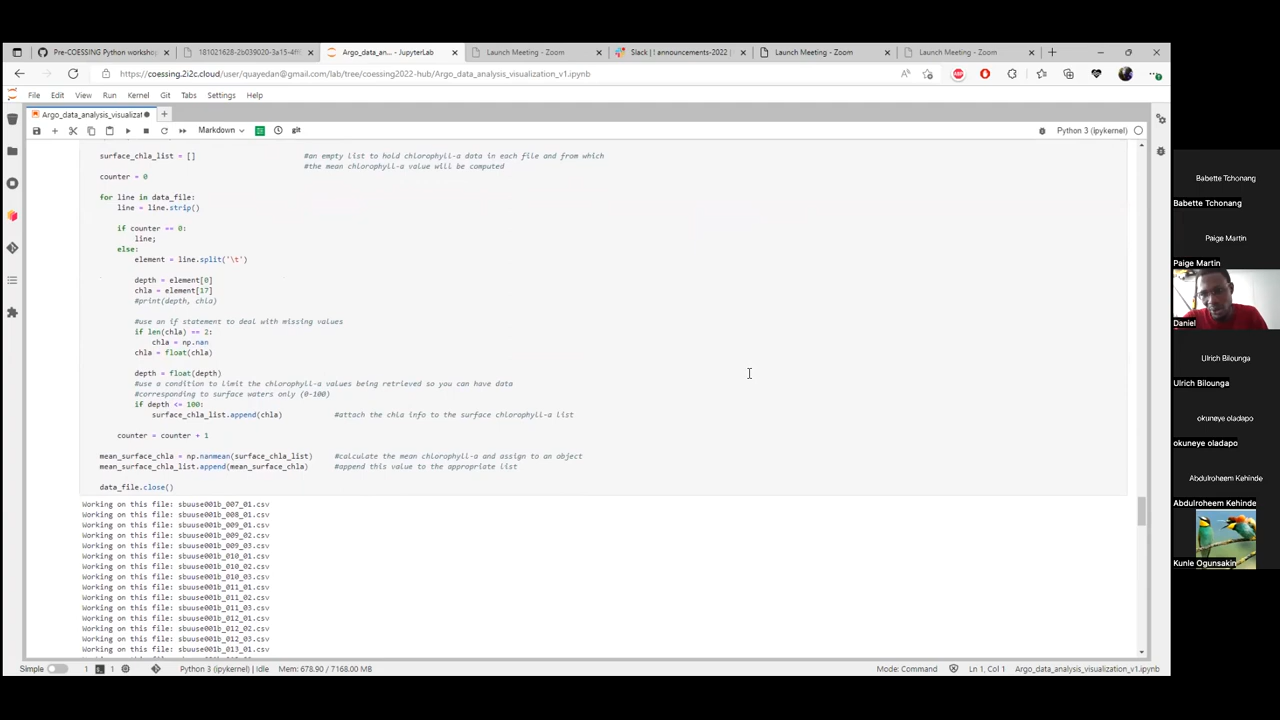 Pre-COESSING Python workshop
181021628-2b039020-3a15-4ff
Argo_data_an... - JupyterLab
Launch Meeting - Zoom
Slack | ! announcements-2022
Launch Meeting - Zoom
Launch Meeting - Zoom
https://coessing.2i2c.cloud/user/quayedan@gmail.com/lab/tree/coessing2022-hub/Argo_data_analysis_visualization_v1.ipynb
File Edit View Run Kernel Git Tabs Settings Help
Argo_data_analysis_visualizat
Markdown
git
Python 3 (ipykernel)
surface_chla_list = [] #an empty list to hold chlorophyll-a data in each file and from which
#the mean chlorophyll-a value will be computed
counter = 0
for line in data_file:
line = line.strip()
if counter == 0:
line;
else:
element = line.split('\t')
depth = element[0]
chla = element[17]
#print(depth, chla)
#use an if statement to deal with missing values
if len(chla) == 2:
chla = np.nan
chla = float(chla)
depth = float(depth)
#use a condition to limit the chlorophyll-a values being retrieved so you can have data
#corresponding to surface waters only (0-100)
if depth <= 100:
surface_chla_list.append(chla) #attach the chla info to the surface chlorophyll-a list
counter = counter + 1
mean_surface_chla = np.nanmean(surface_chla_list) #calculate the mean chlorophyll-a and assign to an object
mean_surface_chla_list.append(mean_surface_chla) #append this value to the appropriate list
data_file.close()
Working on this file: sbuuse001b_007_01.csv
Working on this file: sbuuse001b_008_01.csv
Working on this file: sbuuse001b_009_01.csv
Working on this file: sbuuse001b_009_02.csv
Working on this file: sbuuse001b_009_03.csv
Working on this file: sbuuse001b_010_01.csv
Working on this file: sbuuse001b_010_02.csv
Working on this file: sbuuse001b_010_03.csv
Working on this file: sbuuse001b_011_01.csv
Working on this file: sbuuse001b_011_02.csv
Working on this file: sbuuse001b_011_03.csv
Working on this file: sbuuse001b_012_01.csv
Working on this file: sbuuse001b_012_02.csv
Working on this file: sbuuse001b_012_03.csv
Working on this file: sbuuse001b_013_01.csv
Simple 1 1 Python 3 (ipykernel) | Idle Mem: 678.90 / 7168.00 MB Mode: Command Ln 1, Col 1 Argo_data_analysis_visualization_v1.ipynb
Babette Tchonang
Babette Tchonang
Paige Martin
Paige Martin
Daniel
Ulrich Bilounga
Ulrich Bilounga
okuneye oladapo
okuneye oladapo
Abdulroheem Kehinde
Abdulroheem Kehinde
Kunle Ogunsakin